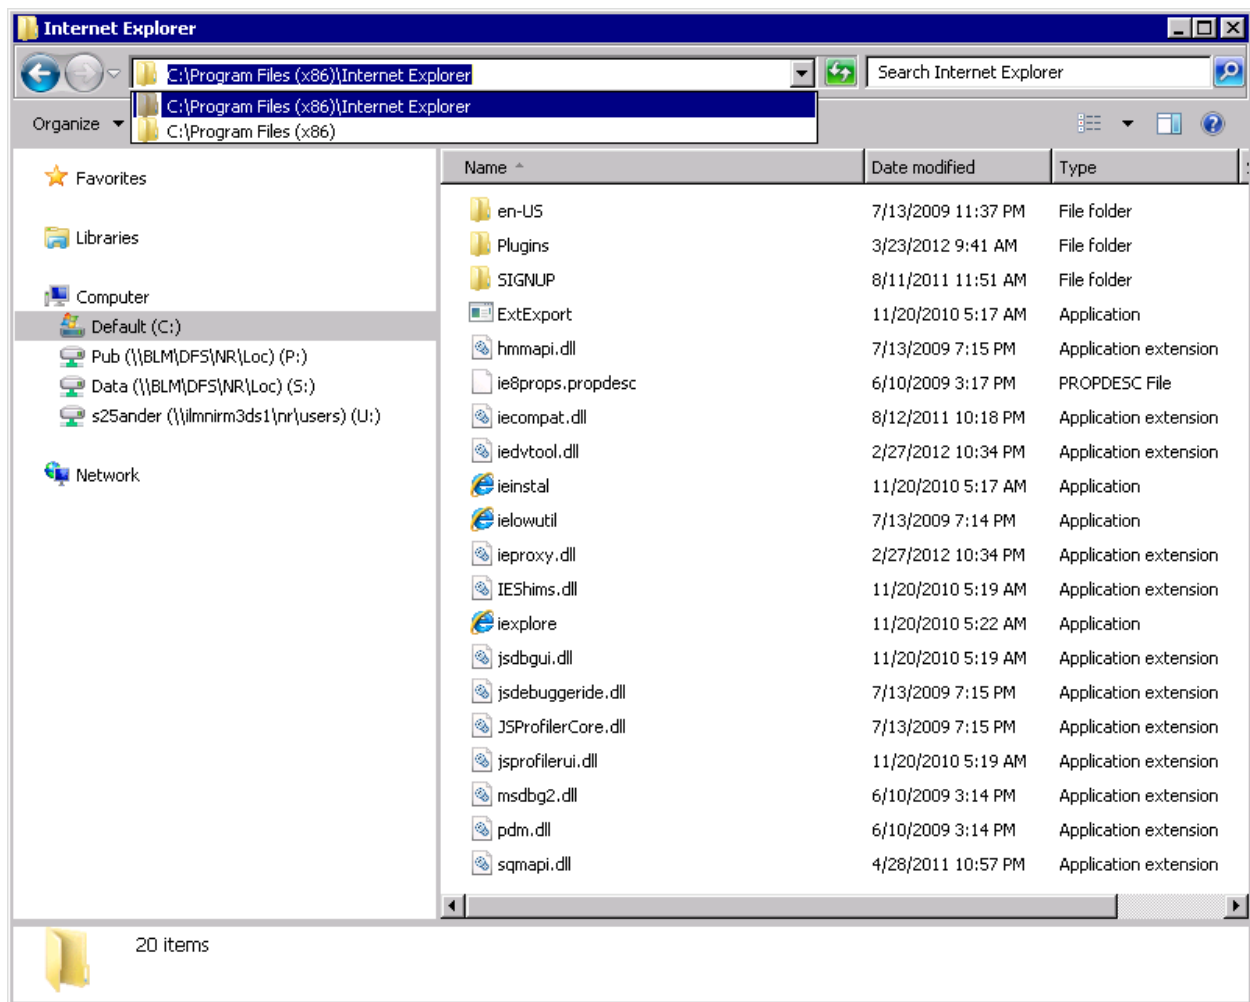 Internet Explorer
C:\Program Files (x86)\Internet Explorer
Search Internet Explorer
C:\Program Files (x86)\Internet Explorer
C:\Program Files (x86)
Organize
Name Date modified Type
Favorites
Libraries
Computer
Default (C:)
Pub (\\BLM\DFS\NR\Loc) (P:)
Data (\\BLM\DFS\NR\Loc) (S:)
s25ander (\\ilmnirm3ds1\nr\users) (U:)
Network
en-US 7/13/2009 11:37 PM File folder
Plugins 3/23/2012 9:41 AM File folder
SIGNUP 8/11/2011 11:51 AM File folder
ExtExport 11/20/2010 5:17 AM Application
hmmapi.dll 7/13/2009 7:15 PM Application extension
ie8props.propdesc 6/10/2009 3:17 PM PROPDESC File
iecompat.dll 8/12/2011 10:18 PM Application extension
iedvtool.dll 2/27/2012 10:34 PM Application extension
ieinstal 11/20/2010 5:17 AM Application
ielowutil 7/13/2009 7:14 PM Application
ieproxy.dll 2/27/2012 10:34 PM Application extension
IEShims.dll 11/20/2010 5:19 AM Application extension
iexplore 11/20/2010 5:22 AM Application
jsdbgui.dll 11/20/2010 5:19 AM Application extension
jsdebuggeride.dll 7/13/2009 7:15 PM Application extension
JSProfilerCore.dll 7/13/2009 7:15 PM Application extension
jsprofilerui.dll 11/20/2010 5:19 AM Application extension
msdbg2.dll 6/10/2009 3:14 PM Application extension
pdm.dll 6/10/2009 3:14 PM Application extension
sqmapi.dll 4/28/2011 10:57 PM Application extension
20 items